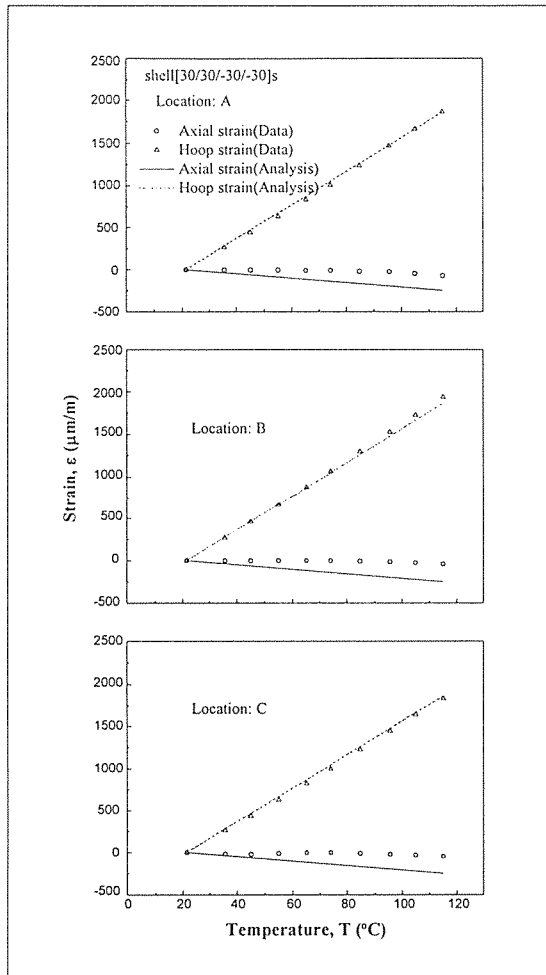 2500
shell[30/30/-30/-30]s
2000
Location: A
1500
Axial strain(Data)
Hoop strain(Data)
1000
Axial strain(Analysis)
Hoop strain(Analysis)
500
0
-500
2500
2000
Location: B
1500
1000
500
0
-500
Strain, ε (μm/m)
2500
2000
Location: C
1500
1000
500
0
-500
0 20 40 60 80 100 120
Temperature, T (°C)